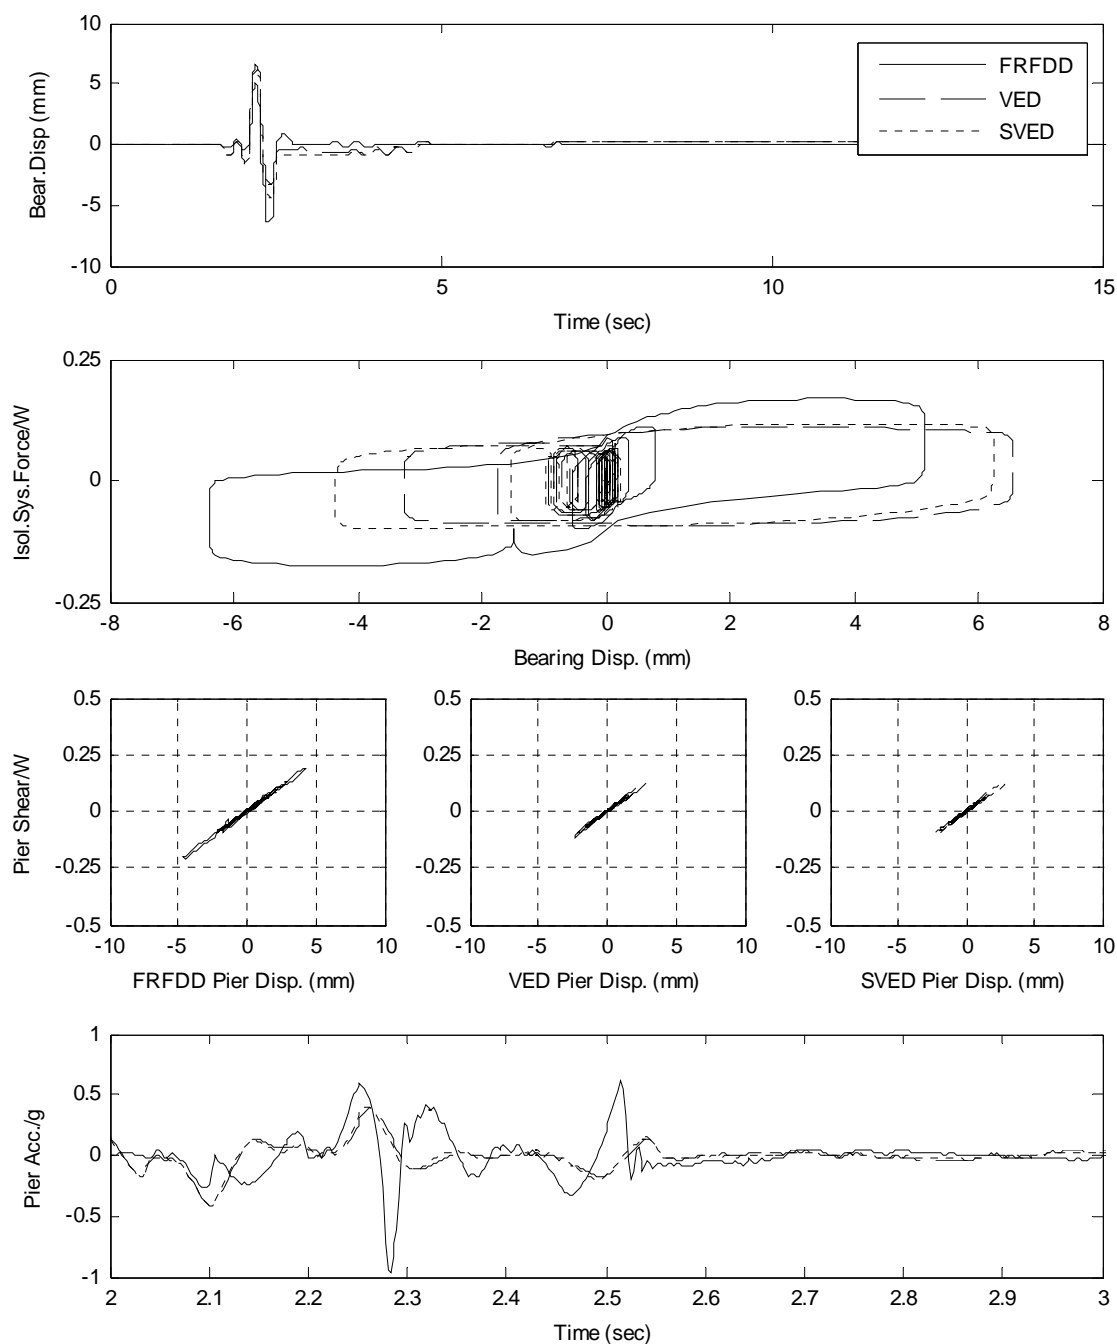 10
5
0
-5
-10
Bear.Disp (mm)
FRFDD
VED
SVED
0 5 10 15
Time (sec)
0.25
0
-0.25
Isol.Sys.Force/W
-8 -6 -4 -2 0 2 4 6 8
Bearing Disp. (mm)
0.5 0.5 0.5
0.25 0.25 0.25
0 0 0
-0.25 -0.25 -0.25
-0.5 -0.5 -0.5
Pier Shear/W
-10 -5 0 5 10 -10 -5 0 5 10 -10 -5 0 5 10
FRFDD Pier Disp. (mm) VED Pier Disp. (mm) SVED Pier Disp. (mm)
1
0.5
0
-0.5
-1
Pier Acc./g
2 2.1 2.2 2.3 2.4 2.5 2.6 2.7 2.8 2.9 3
Time (sec)